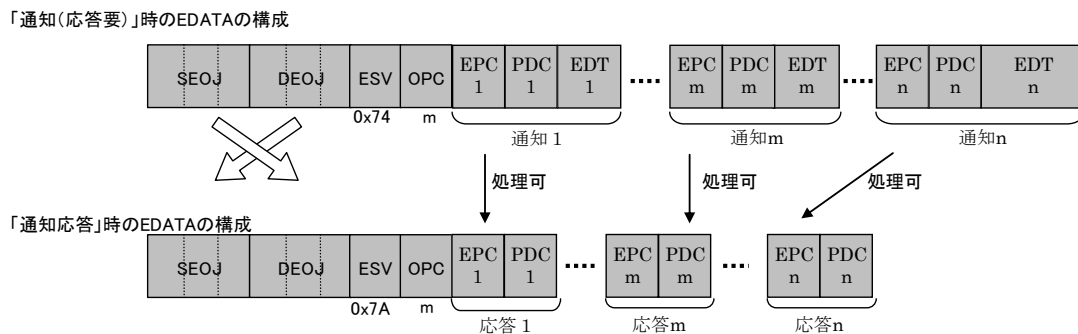 「通知(応答要)」時のEDATAの構成
SEOJ DEOJ ESV OPC EPC 1 PDC 1 EDT 1 ···· EPC m PDC m EDT m ···· EPC n PDC n EDT n
0x74 m 通知1 通知m 通知n
処理可 処理可 処理可
「通知応答」時のEDATAの構成
SEOJ DEOJ ESV OPC EPC 1 PDC 1 ···· EPC m PDC m ···· EPC n PDC n
0x7A m 応答1 応答m 応答n